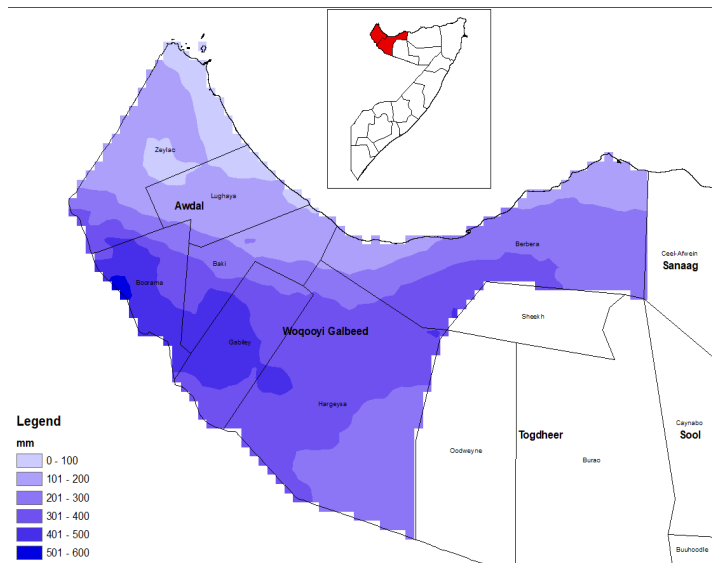 Zeylac
Lughaya
Awdal
Berbera
Ceel-Afwein
Sanaag
Baki
Boorama
Sheekh
Woqooyi Galbeed
Gabiley
Hargeysa
Caynabo
Togdheer
Sool
Oodweyne
Burao
Buuhoodle
Legend
mm
0 - 100
101 - 200
201 - 300
301 - 400
401 - 500
501 - 600